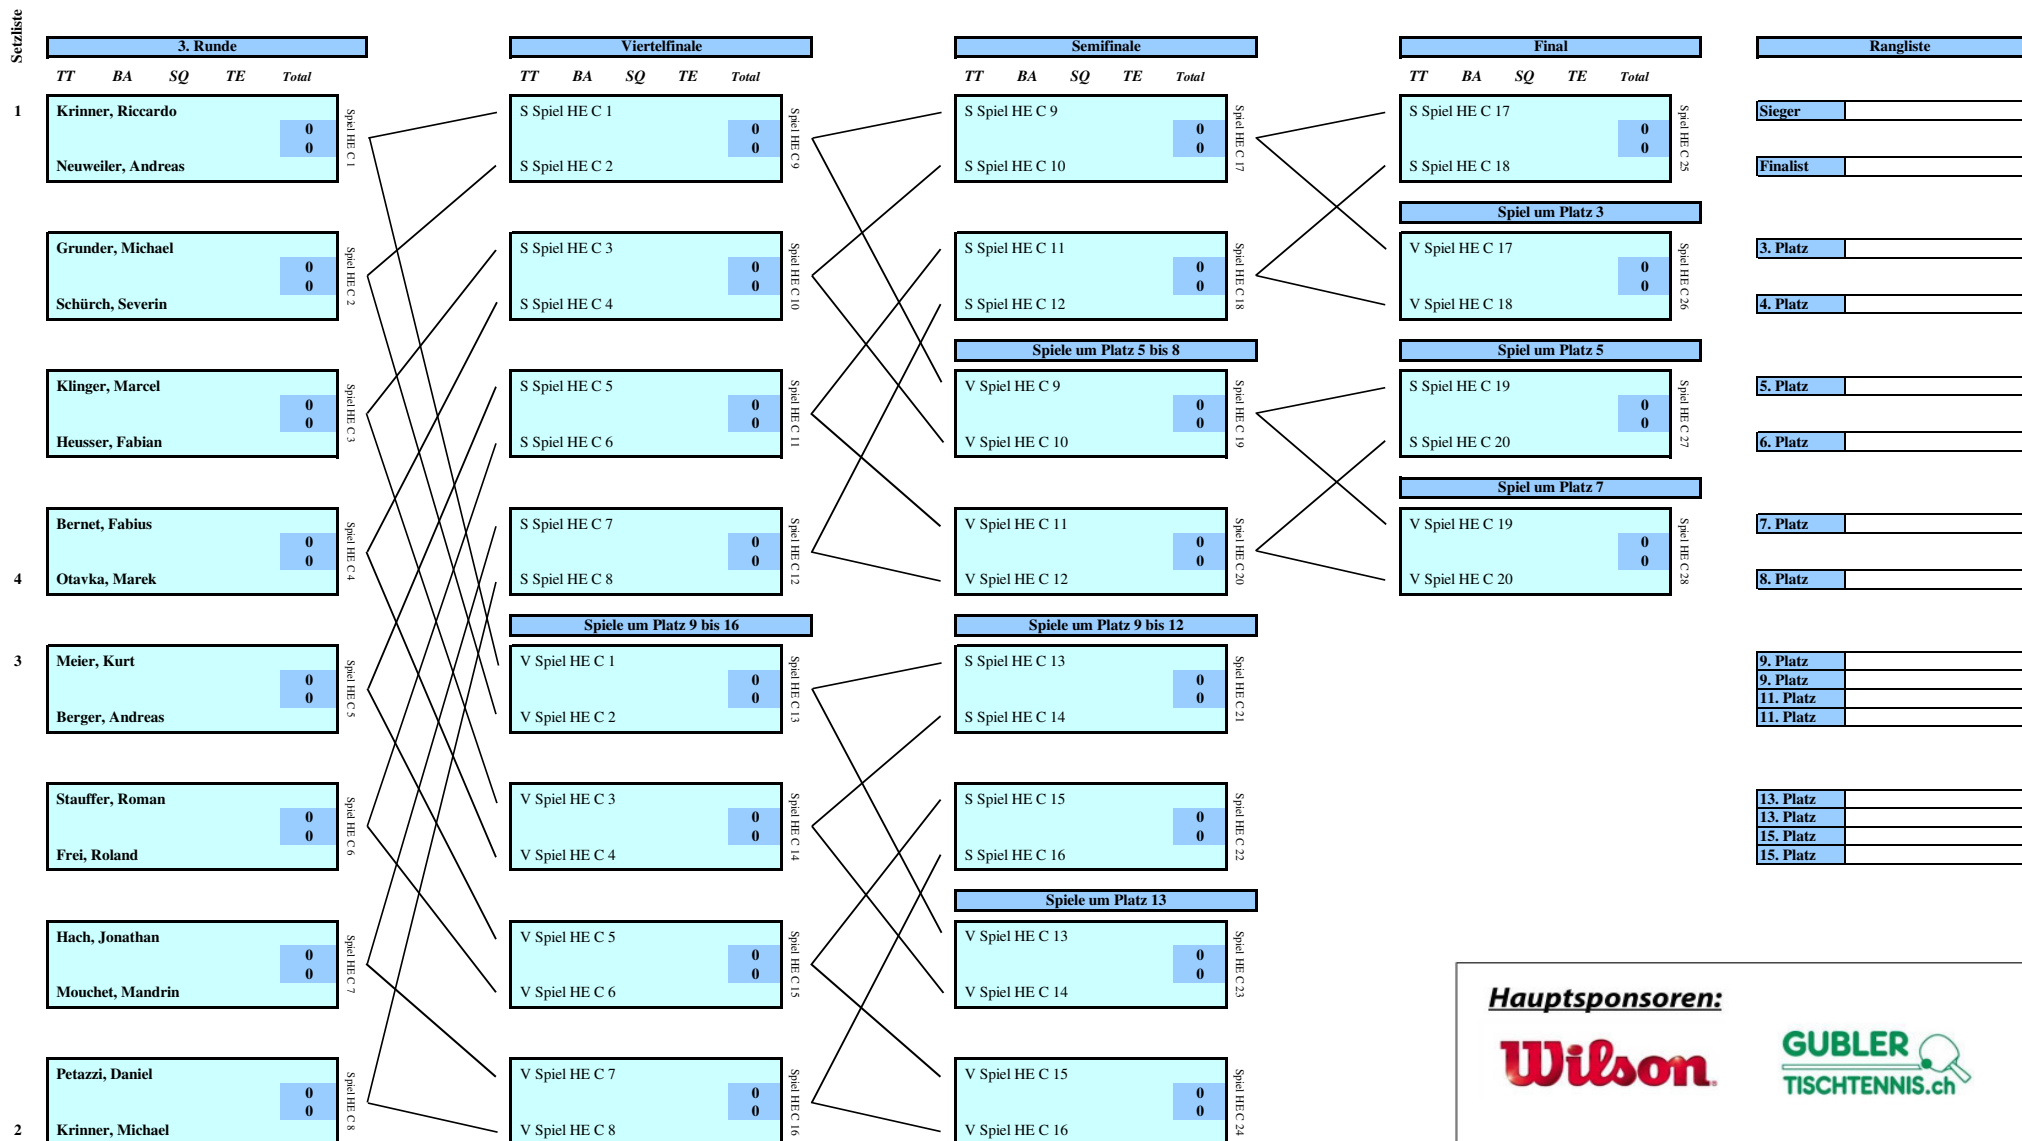 Setzliste
3. Runde Viertelfinale Semifinale Final Rangliste
TT BA SQ TE Total TT BA SQ TE Total TT BA SQ TE Total TT BA SQ TE Total
1 Krinner, Riccardo S Spiel HE C 1 S Spiel HE C 9 S Spiel HE C 17 Sieger
0 0 0 0
0 0 0 0
Spiel HE C 1 Spiel HE C 9 Spiel HE C 17 Spiel HE C 25
Neuweiler, Andreas S Spiel HE C 2 S Spiel HE C 10 S Spiel HE C 18 Finalist
Spiel um Platz 3
Grunder, Michael S Spiel HE C 3 S Spiel HE C 11 V Spiel HE C 17 3. Platz
0 0 0 0
0 0 0 0
Spiel HE C 2 Spiel HE C 10 Spiel HE C 18 Spiel HE C 26
Schürch, Severin S Spiel HE C 4 S Spiel HE C 12 V Spiel HE C 18 4. Platz
Spiele um Platz 5 bis 8 Spiel um Platz 5
Klinger, Marcel S Spiel HE C 5 V Spiel HE C 9 S Spiel HE C 19 5. Platz
0 0 0 0
0 0 0 0
Spiel HE C 3 Spiel HE C 11 Spiel HE C 19 Spiel HE C 27
Heusser, Fabian S Spiel HE C 6 V Spiel HE C 10 S Spiel HE C 20 6. Platz
Spiel um Platz 7
Bernet, Fabius S Spiel HE C 7 V Spiel HE C 11 V Spiel HE C 19 7. Platz
0 0 0 0
0 0 0 0
Spiel HE C 4 Spiel HE C 12 Spiel HE C 20 Spiel HE C 28
4 Otavka, Marek S Spiel HE C 8 V Spiel HE C 12 V Spiel HE C 20 8. Platz
Spiele um Platz 9 bis 16 Spiele um Platz 9 bis 12
3 Meier, Kurt V Spiel HE C 1 S Spiel HE C 13 9. Platz
0 0 0 9. Platz
0 0 0 11. Platz
Spiel HE C 5 Spiel HE C 13 Spiel HE C 21
Berger, Andreas V Spiel HE C 2 S Spiel HE C 14 11. Platz
Stauffer, Roman V Spiel HE C 3 S Spiel HE C 15 13. Platz
0 0 0 13. Platz
0 0 0 15. Platz
Spiel HE C 6 Spiel HE C 14 Spiel HE C 22
Frei, Roland V Spiel HE C 4 S Spiel HE C 16 15. Platz
Spiele um Platz 13
Hach, Jonathan V Spiel HE C 5 V Spiel HE C 13
0 0 0
0 0 0
Spiel HE C 7 Spiel HE C 15 Spiel HE C 23
Mouchet, Mandrin V Spiel HE C 6 V Spiel HE C 14
Petazzi, Daniel V Spiel HE C 7 V Spiel HE C 15
0 0 0
0 0 0
Spiel HE C 8 Spiel HE C 16 Spiel HE C 24
2 Krinner, Michael V Spiel HE C 8 V Spiel HE C 16
Hauptsponsoren:
Wilson.
GUBLER
TISCHTENNIS.ch